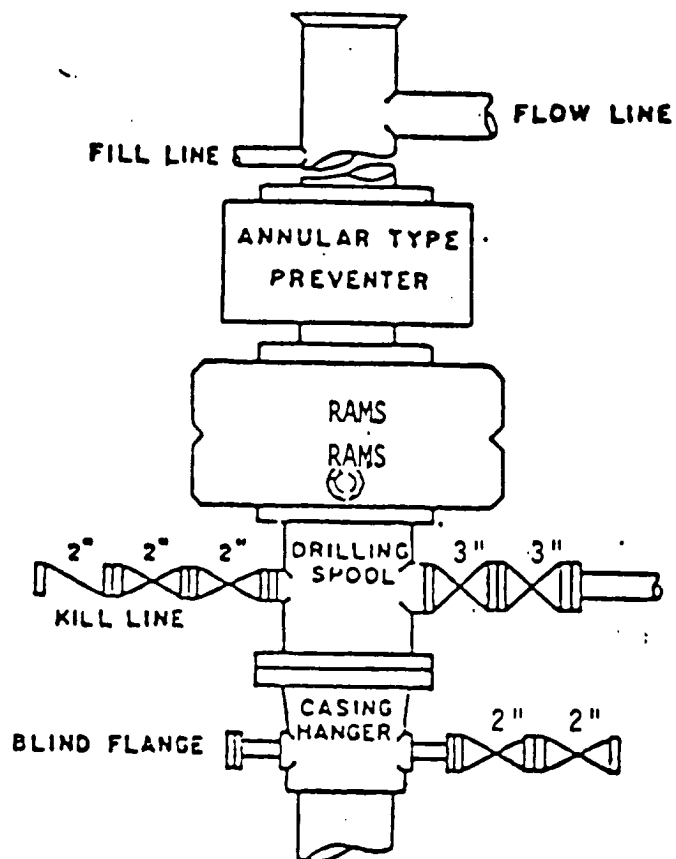 FLOW LINE
FILL LINE
ANNULAR TYPE
PREVENTER
RAMS
RAMS
2" 2" 2"
DRILLING
SPOOL
3" 3"
KILL LINE
CASING
HANGER
2" 2"
BLIND FLANGE